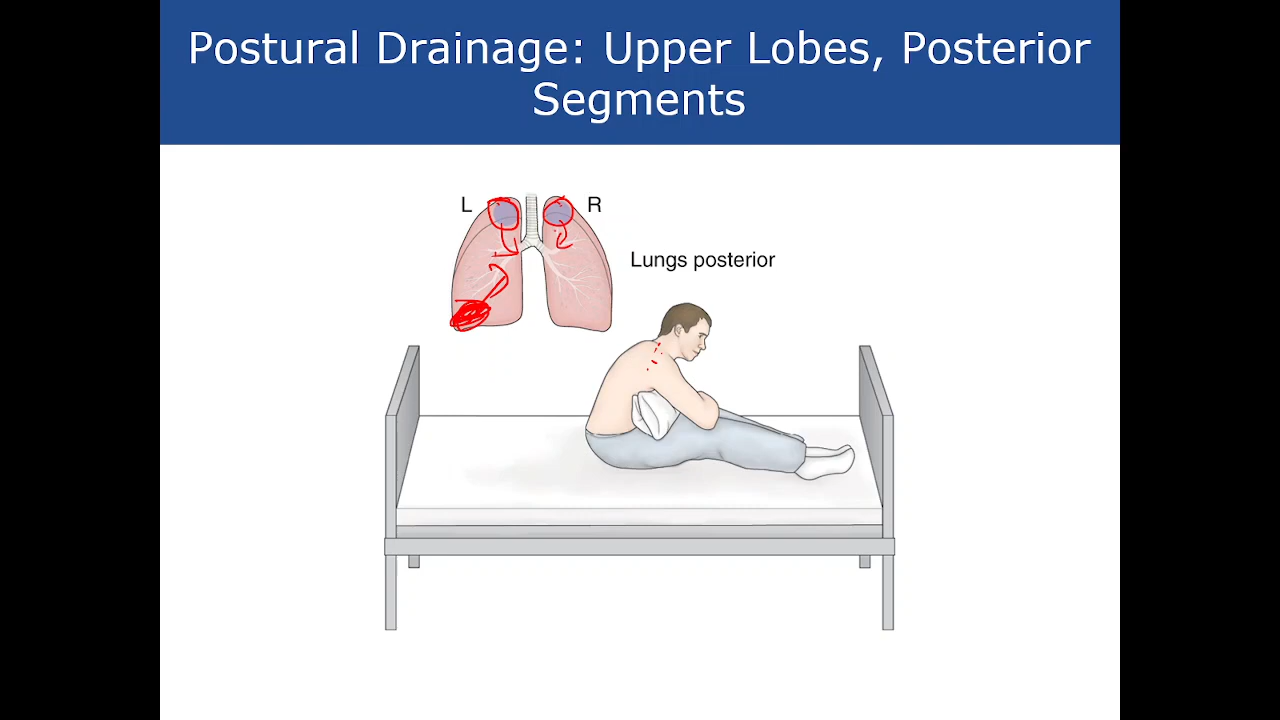 Postural Drainage: Upper Lobes, Posterior
Segments
L
R
Lungs posterior